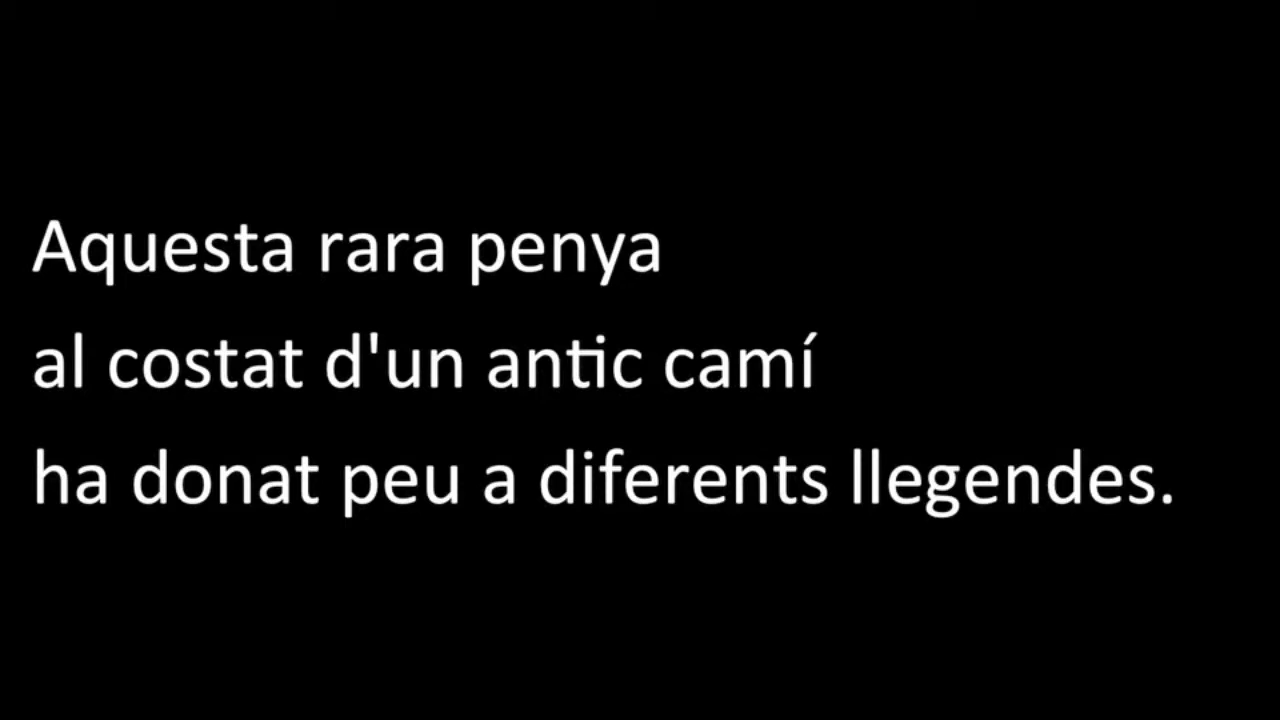 Aquesta rara penya
al costat d'un antic camí
ha donat peu a diferents llegendes.